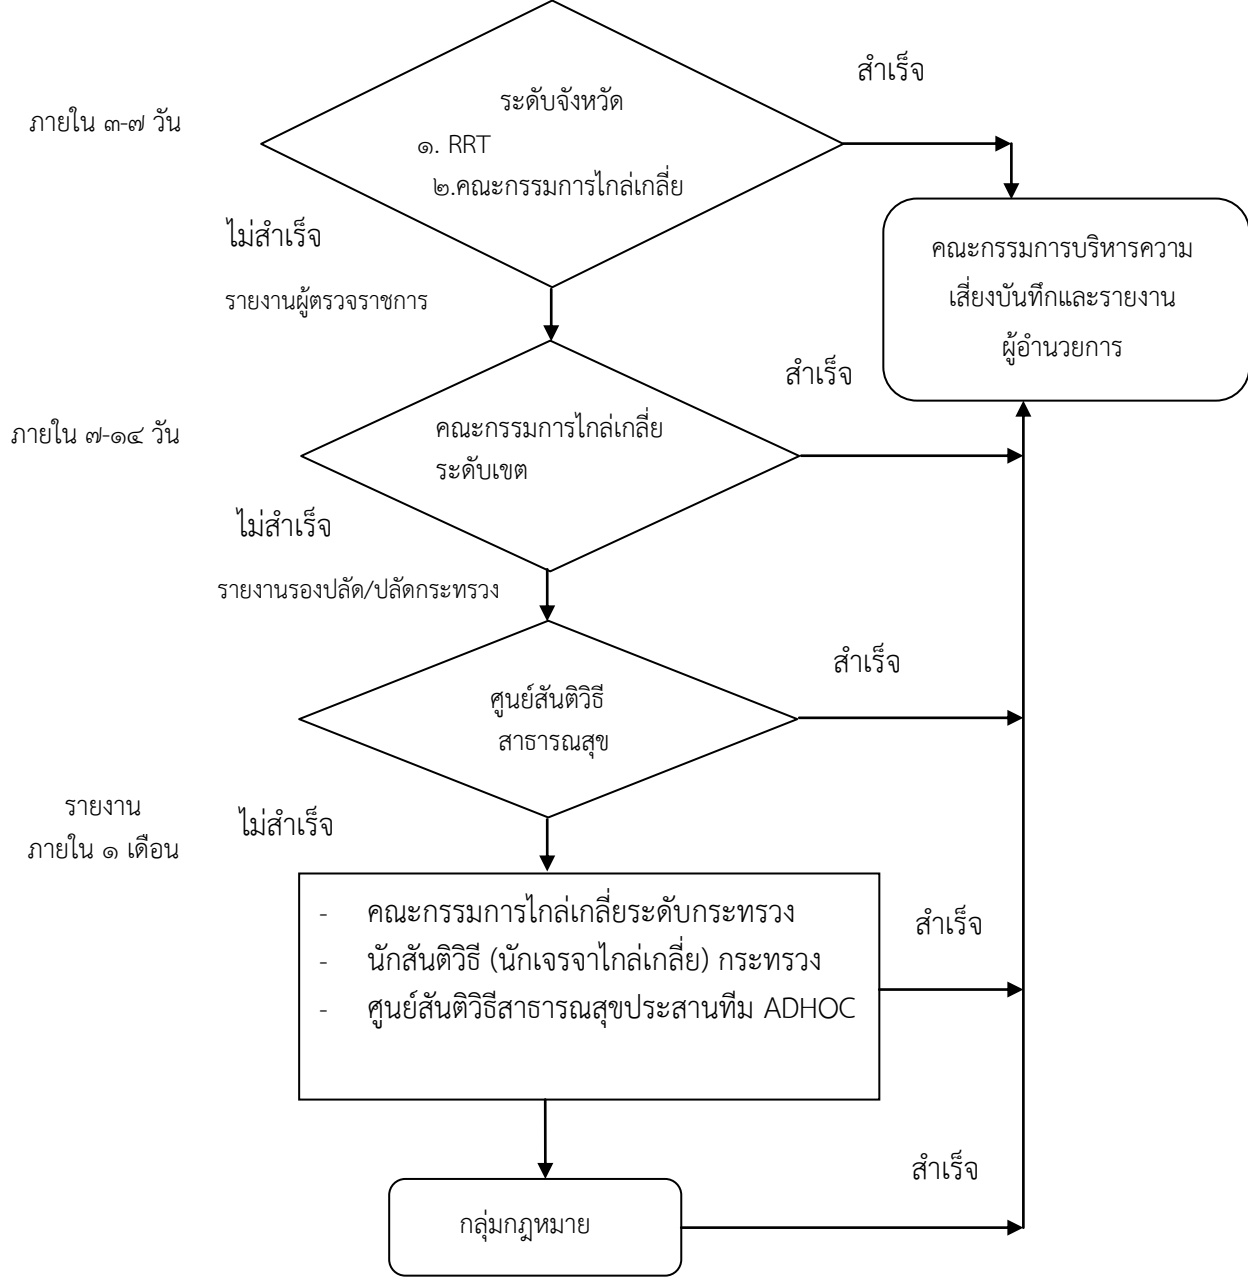 สำเร็จ
ระดับจังหวัด
ภายใน ๓-๗ วัน
๑. RRT
๒.คณะกรรมการไกล่เกลี่ย
ไม่สำเร็จ
รายงานผู้ตรวจราชการ
คณะกรรมการบริหารความ
เสี่ยงบันทึกและรายงาน
ผู้อำนวยการ
สำเร็จ
ภายใน ๗-๑๔ วัน
คณะกรรมการไกล่เกลี่ย
ระดับเขต
ไม่สำเร็จ
รายงานรองปลัด/ปลัดกระทรวง
สำเร็จ
ศูนย์สันติวิธี
สาธารณสุข
รายงาน
ภายใน ๑ เดือน
ไม่สำเร็จ
- คณะกรรมการไกล่เกลี่ยระดับกระทรวง
- นักสันติวิธี (นักเจรจาไกล่เกลี่ย) กระทรวง
- ศูนย์สันติวิธีสาธารณสุขประสานทีม ADHOC
สำเร็จ
สำเร็จ
กลุ่มกฎหมาย